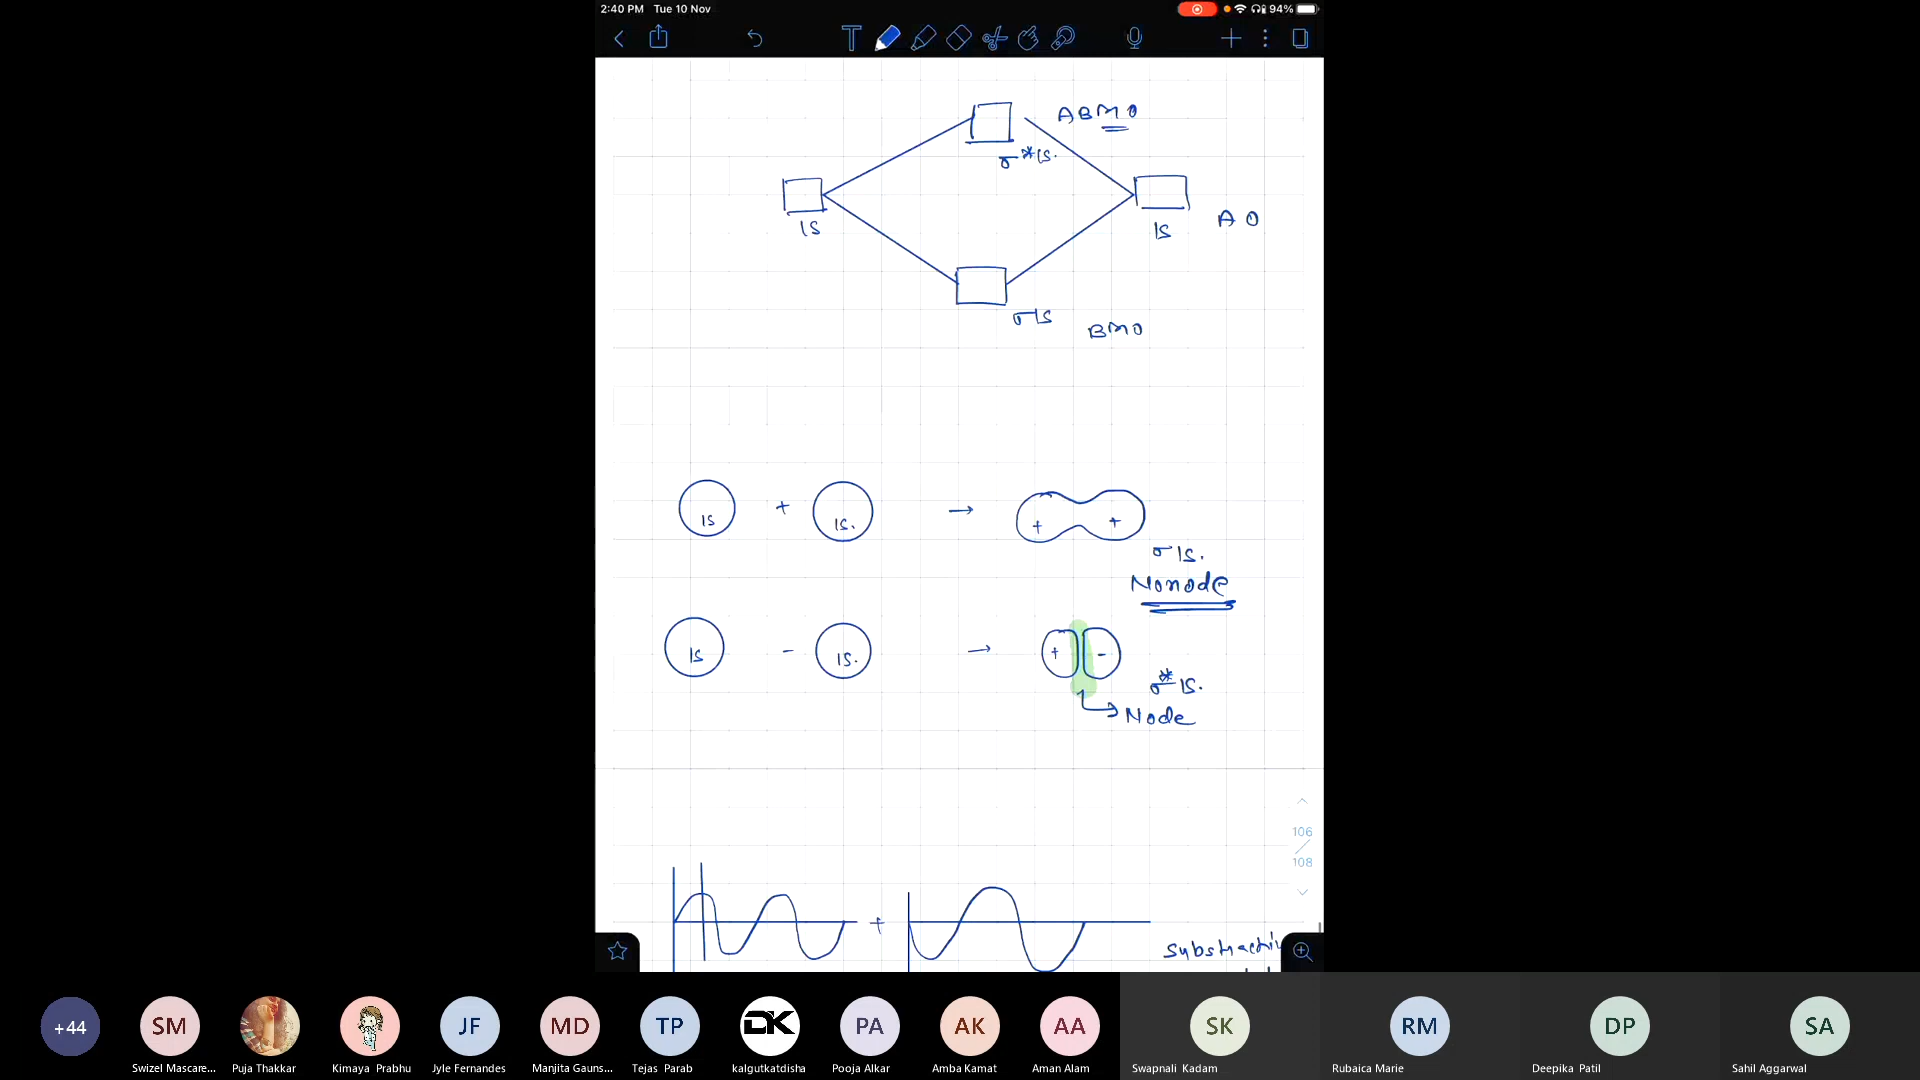 2:40 PM Tue 10 Nov
94%
T
ABMO
σ*1s.
1s
1s
AO
σ1s
BMO
1s + 1s. → + +
σ1s.
Nonode
1s - 1s. → + -
σ*1s.
Node
106
108
+
Substracti
+44
SM
JF
MD
TP
DK
PA
AK
AA
SK
RM
DP
SA
Swizel Mascare...
Puja Thakkar
Kimaya Prabhu
Jyle Fernandes
Manjita Gauns...
Tejas Parab
kalgutkatdisha
Pooja Alkar
Amba Kamat
Aman Alam
Swapnali Kadam
Rubaica Marie
Deepika Patil
Sahil Aggarwal